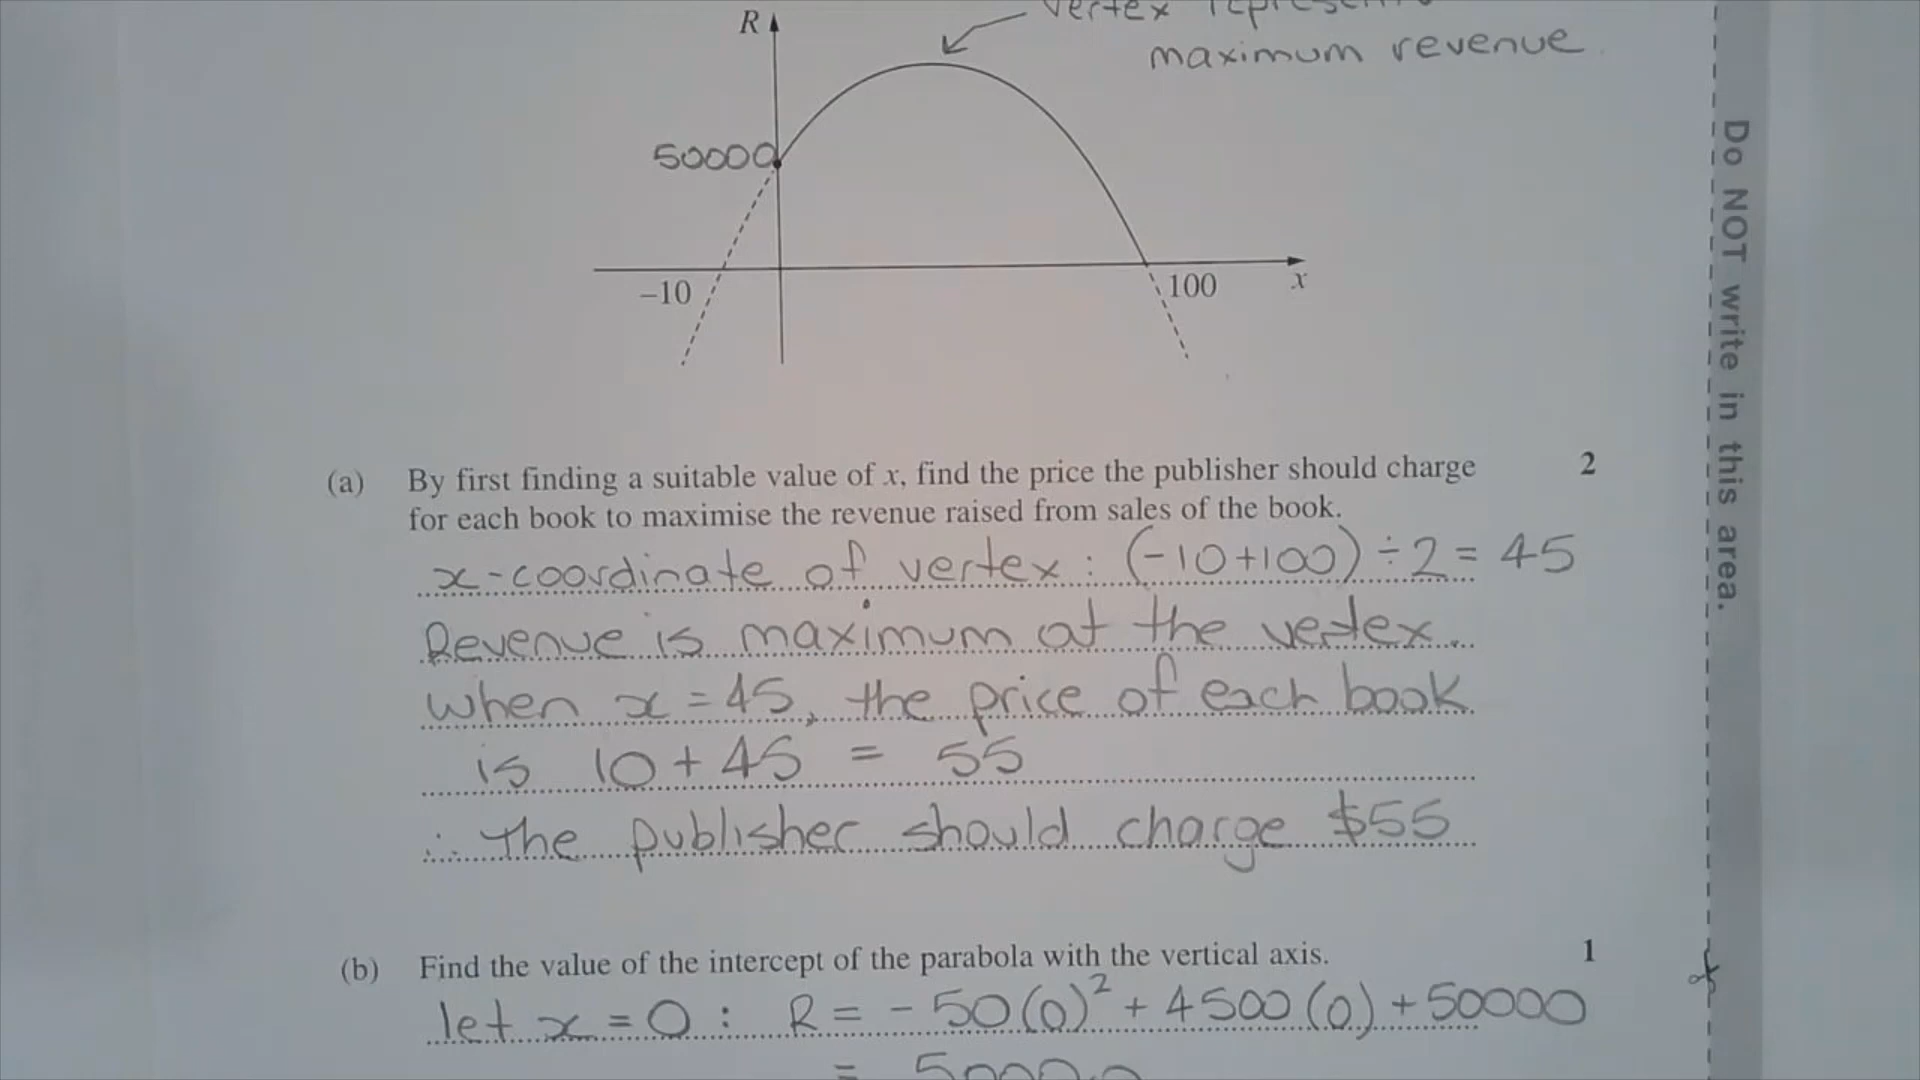 R
vertex
maximum revenue
50000
-10
100
x
(a) By first finding a suitable value of x, find the price the publisher should charge 2
for each book to maximise the revenue raised from sales of the book.
x-coordinate of vertex : (-10+100) ÷ 2 = 45
Revenue is maximum at the vertex
when x = 45, the price of each book
is 10 + 45 = 55
∴ the publisher should charge $55
(b) Find the value of the intercept of the parabola with the vertical axis. 1
let x = 0 : R = -50(0)² + 4500(0) + 50000
= 50000
Do NOT write in this area.